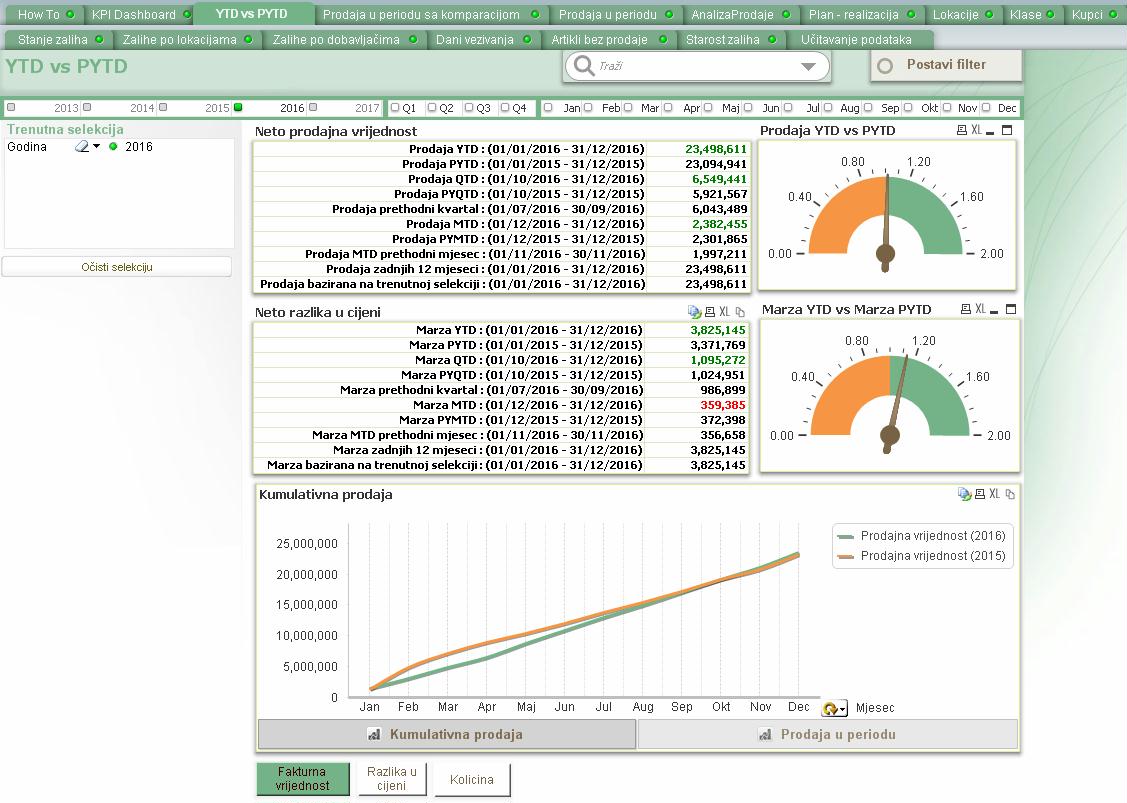 How To KPI Dashboard YTD vs PYTD Prodaja u periodu sa komparacijom Prodaja u periodu AnalizaProdaje Plan - realizacija Lokacije Klase Kupci
Stanje zaliha Zalihe po lokacijama Zalihe po dobavljačima Dani vezivanja Artikli bez prodaje Starost zaliha Učitavanje podataka
YTD vs PYTD
Traži
Postavi filter
2013 2014 2015 2016 2017 Q1 Q2 Q3 Q4 Jan Feb Mar Apr Maj Jun Jul Aug Sep Okt Nov Dec
Trenutna selekcija
Godina 2016
Očisti selekciju
Neto prodajna vrijednost
Prodaja YTD : (01/01/2016 - 31/12/2016) 23,498,611
Prodaja PYTD : (01/01/2015 - 31/12/2015) 23,094,941
Prodaja QTD : (01/10/2016 - 31/12/2016) 6,549,441
Prodaja PYQTD : (01/10/2015 - 31/12/2015) 5,921,567
Prodaja prethodni kvartal : (01/07/2016 - 30/09/2016) 6,043,489
Prodaja MTD : (01/12/2016 - 31/12/2016) 2,382,455
Prodaja PYMTD : (01/12/2015 - 31/12/2015) 2,301,865
Prodaja MTD prethodni mjesec : (01/11/2016 - 30/11/2016) 1,997,211
Prodaja zadnjih 12 mjeseci : (01/01/2016 - 31/12/2016) 23,498,611
Prodaja bazirana na trenutnoj selekciji : (01/01/2016 - 31/12/2016) 23,498,611
Prodaja YTD vs PYTD XL
0.80 1.20
0.40 1.60
0.00 2.00
Neto razlika u cijeni XL
Marza YTD : (01/01/2016 - 31/12/2016) 3,825,145
Marza PYTD : (01/01/2015 - 31/12/2015) 3,371,769
Marza QTD : (01/10/2016 - 31/12/2016) 1,095,272
Marza PYQTD : (01/10/2015 - 31/12/2015) 1,024,951
Marza prethodni kvartal : (01/07/2016 - 30/09/2016) 986,899
Marza MTD : (01/12/2016 - 31/12/2016) 359,385
Marza PYMTD : (01/12/2015 - 31/12/2015) 372,398
Marza MTD prethodni mjesec : (01/11/2016 - 30/11/2016) 356,658
Marza zadnjih 12 mjeseci : (01/01/2016 - 31/12/2016) 3,825,145
Marza bazirana na trenutnoj selekciji : (01/01/2016 - 31/12/2016) 3,825,145
Marza YTD vs Marza PYTD XL
0.80 1.20
0.40 1.60
0.00 2.00
Kumulativna prodaja XL
25,000,000
20,000,000
15,000,000
10,000,000
5,000,000
0
Jan Feb Mar Apr Maj Jun Jul Aug Sep Okt Nov Dec Mjesec
Prodajna vrijednost (2016)
Prodajna vrijednost (2015)
Kumulativna prodaja Prodaja u periodu
Fakturna vrijednost
Razlika u cijeni
Kolicina